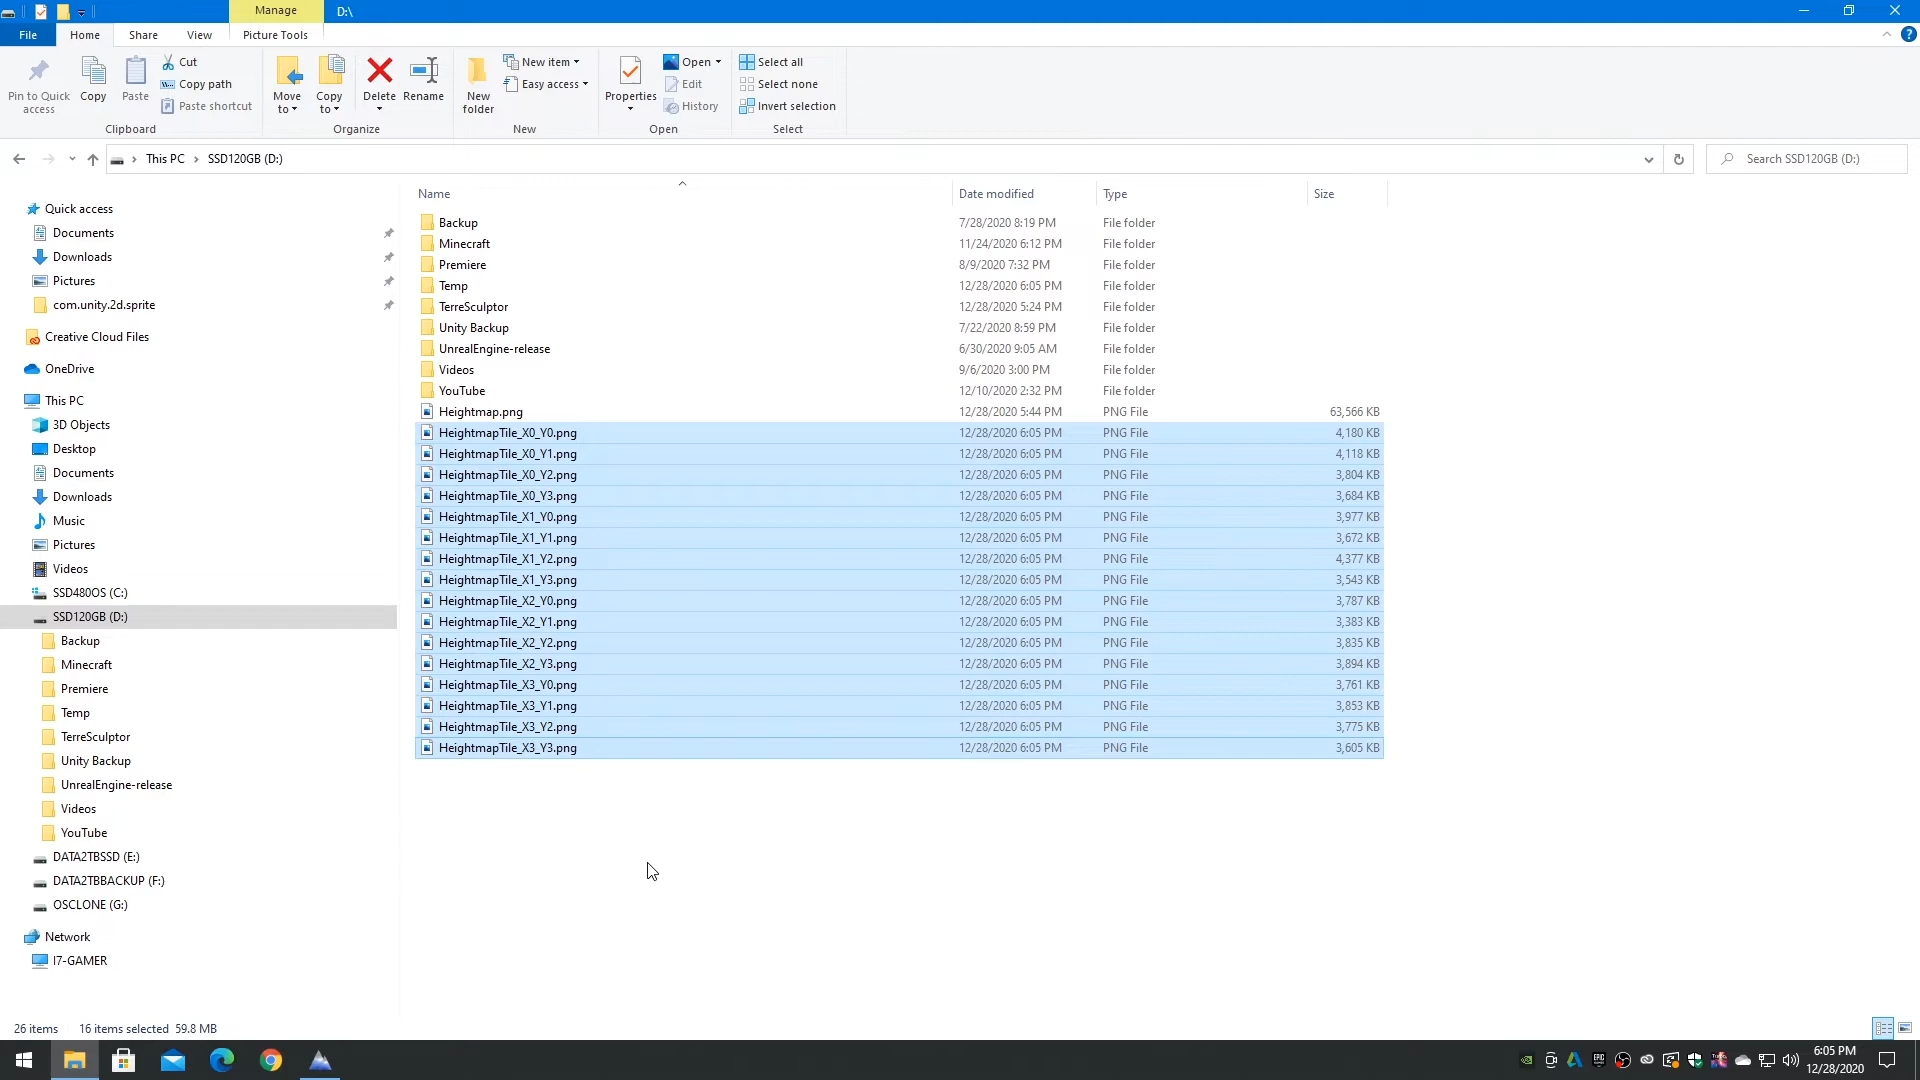 Manage
D:\
File
Home
Share
View
Picture Tools
Pin to Quick access
Copy
Paste
Cut
Copy path
Paste shortcut
Clipboard
Move to
Copy to
Delete
Rename
Organize
New folder
New item
Easy access
New
Properties
Open
Edit
History
Open
Select all
Select none
Invert selection
Select
This PC
SSD120GB (D:)
Search SSD120GB (D:)
Quick access
Documents
Downloads
Pictures
com.unity.2d.sprite
Creative Cloud Files
OneDrive
This PC
3D Objects
Desktop
Documents
Downloads
Music
Pictures
Videos
SSD480OS (C:)
SSD120GB (D:)
Backup
Minecraft
Premiere
Temp
TerreSculptor
Unity Backup
UnrealEngine-release
Videos
YouTube
DATA2TBSSD (E:)
DATA2TBBACKUP (F:)
OSCLONE (G:)
Network
I7-GAMER
Name Date modified Type Size
Backup 7/28/2020 8:19 PM File folder
Minecraft 11/24/2020 6:12 PM File folder
Premiere 8/9/2020 7:32 PM File folder
Temp 12/28/2020 6:05 PM File folder
TerreSculptor 12/28/2020 5:24 PM File folder
Unity Backup 7/22/2020 8:59 PM File folder
UnrealEngine-release 6/30/2020 9:05 AM File folder
Videos 9/6/2020 3:00 PM File folder
YouTube 12/10/2020 2:32 PM File folder
Heightmap.png 12/28/2020 5:44 PM PNG File 63,566 KB
HeightmapTile_X0_Y0.png 12/28/2020 6:05 PM PNG File 4,180 KB
HeightmapTile_X0_Y1.png 12/28/2020 6:05 PM PNG File 4,118 KB
HeightmapTile_X0_Y2.png 12/28/2020 6:05 PM PNG File 3,804 KB
HeightmapTile_X0_Y3.png 12/28/2020 6:05 PM PNG File 3,684 KB
HeightmapTile_X1_Y0.png 12/28/2020 6:05 PM PNG File 3,977 KB
HeightmapTile_X1_Y1.png 12/28/2020 6:05 PM PNG File 3,672 KB
HeightmapTile_X1_Y2.png 12/28/2020 6:05 PM PNG File 4,377 KB
HeightmapTile_X1_Y3.png 12/28/2020 6:05 PM PNG File 3,543 KB
HeightmapTile_X2_Y0.png 12/28/2020 6:05 PM PNG File 3,787 KB
HeightmapTile_X2_Y1.png 12/28/2020 6:05 PM PNG File 3,383 KB
HeightmapTile_X2_Y2.png 12/28/2020 6:05 PM PNG File 3,835 KB
HeightmapTile_X2_Y3.png 12/28/2020 6:05 PM PNG File 3,894 KB
HeightmapTile_X3_Y0.png 12/28/2020 6:05 PM PNG File 3,761 KB
HeightmapTile_X3_Y1.png 12/28/2020 6:05 PM PNG File 3,853 KB
HeightmapTile_X3_Y2.png 12/28/2020 6:05 PM PNG File 3,775 KB
HeightmapTile_X3_Y3.png 12/28/2020 6:05 PM PNG File 3,605 KB
26 items 16 items selected 59.8 MB
6:05 PM
12/28/2020